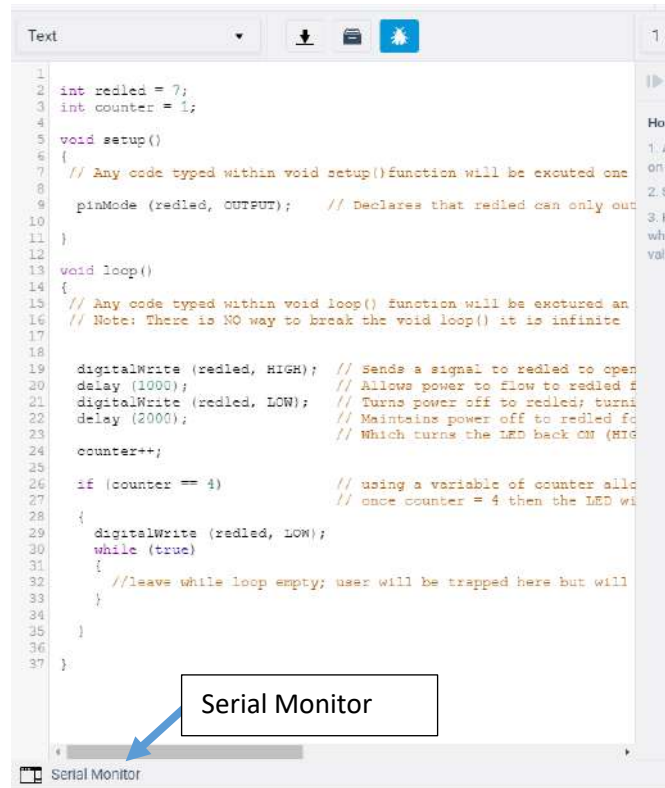 Text
1
1
2 int redled = 7;
3 int counter = 1;
4
5 void setup()
6 {
7 // Any code typed within void setup()function will be excuted one
8
9 pinMode (redled, OUTPUT); // Declares that redled can only out
10
11 }
12
13 void loop()
14 {
15 // Any code typed within void loop() function will be exctured an
16 // Note: There is NO way to break the void loop() it is infinite
17
18
19 digitalWrite (redled, HIGH); // Sends a signal to redled to open
20 delay (1000); // Allows power to flow to redled f
21 digitalWrite (redled, LOW); // Turns power off to redled; turni
22 delay (2000); // Maintains power off to redled fo
23 // Which turns the LED back ON (HIG
24 counter++;
25
26 if (counter == 4) // using a variable of counter allo
27 // once counter = 4 then the LED wi
28 {
29 digitalWrite (redled, LOW);
30 while (true)
31 {
32 //leave while loop empty; user will be trapped here but will
33 }
34
35 }
36
37 }
Ho
1. A
on
2.
3.
wh
val
Serial Monitor
Serial Monitor